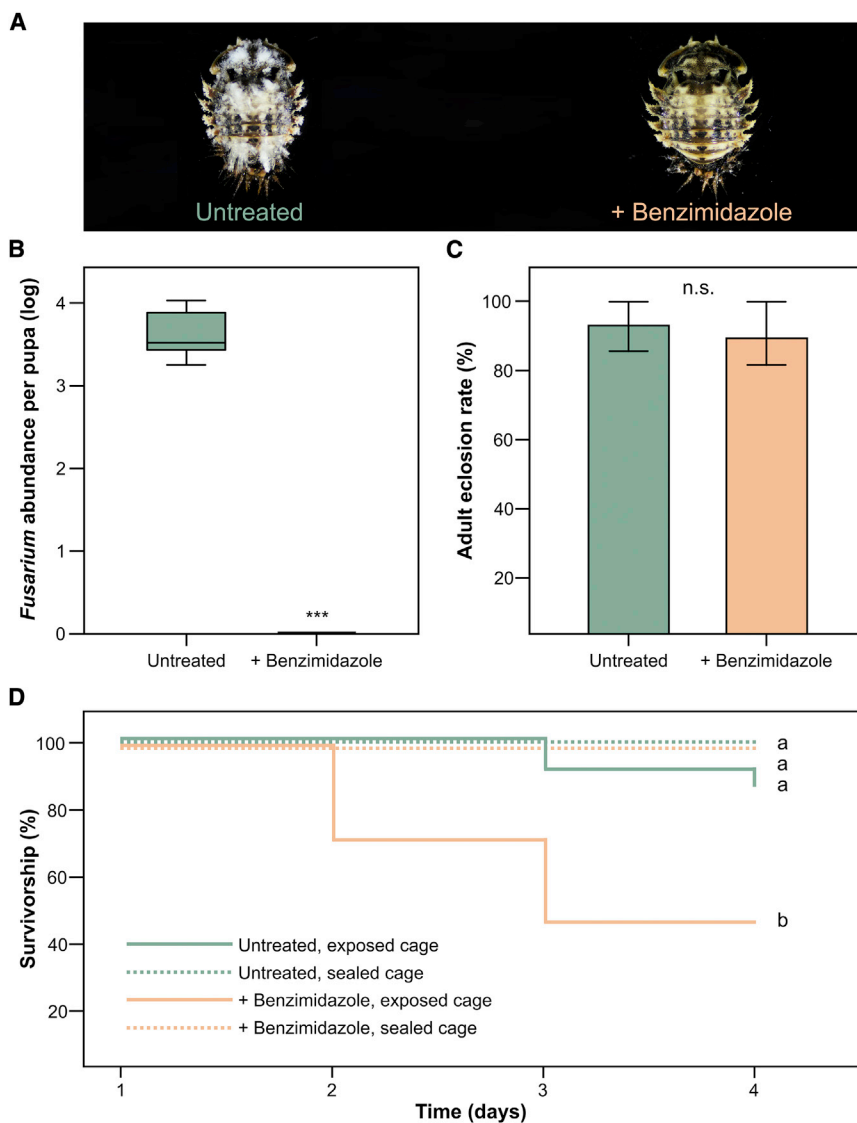 A
Untreated
+ Benzimidazole
B
Fusarium abundance per pupa (log)
4
3
2
1
0
***
Untreated
+ Benzimidazole
C
Adult eclosion rate (%)
100
80
60
40
20
n.s.
Untreated
+ Benzimidazole
D
Survivorship (%)
100
80
60
40
20
a
a
a
b
Untreated, exposed cage
Untreated, sealed cage
+ Benzimidazole, exposed cage
+ Benzimidazole, sealed cage
1
2
3
4
Time (days)